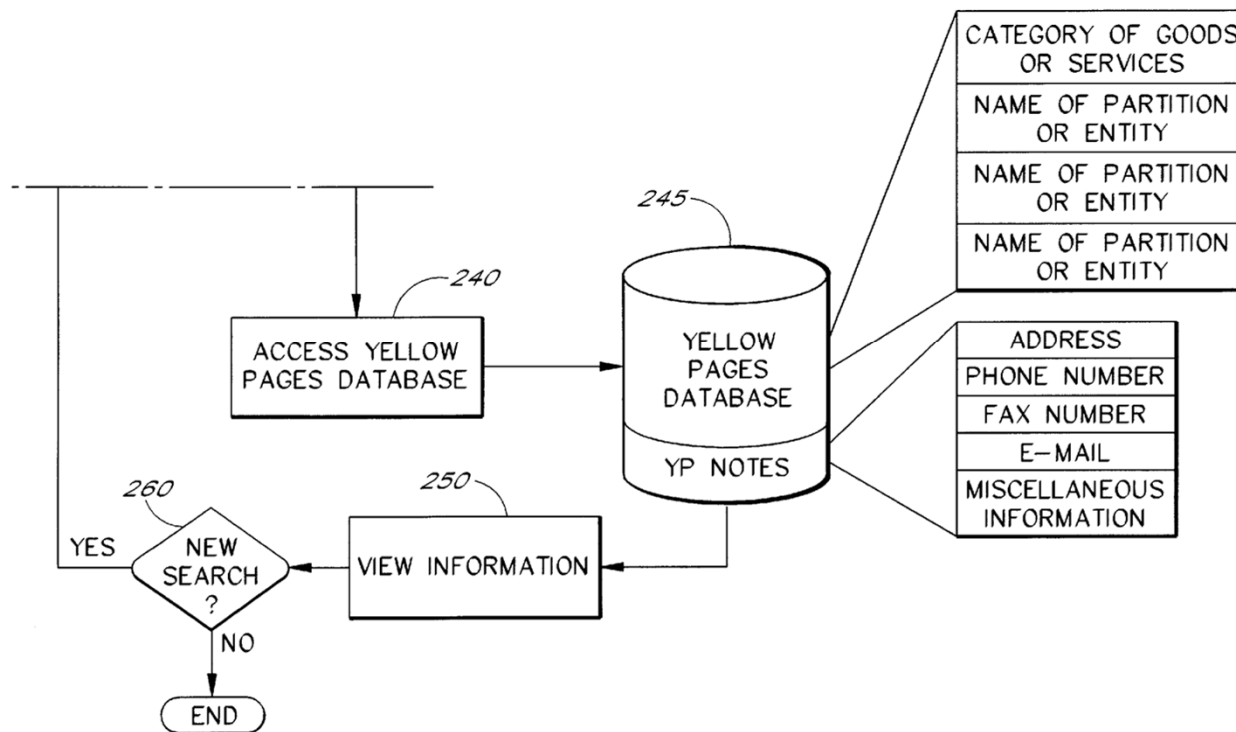 CATEGORY OF GOODS
OR SERVICES
NAME OF PARTITION
OR ENTITY
NAME OF PARTITION
OR ENTITY
NAME OF PARTITION
OR ENTITY
245
240
ACCESS YELLOW
PAGES DATABASE
YELLOW
PAGES
DATABASE
YP NOTES
ADDRESS
PHONE NUMBER
FAX NUMBER
E-MAIL
MISCELLANEOUS
INFORMATION
260
250
YES
NEW
SEARCH
?
VIEW INFORMATION
NO
END